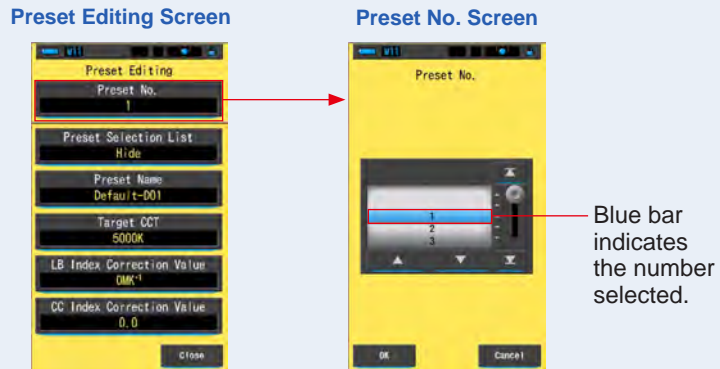 Preset Editing Screen
Preset No. Screen
W11
Preset Editing
Preset No.
1
Preset Selection List
Hide
Preset Name
Default-D01
Target CCT
5000K
LB Index Correction Value
0MK⁻¹
CC Index Correction Value
0.0
Close
W11
Preset No.
1
2
3
OK
Cancel
Blue bar
indicates
the number
selected.